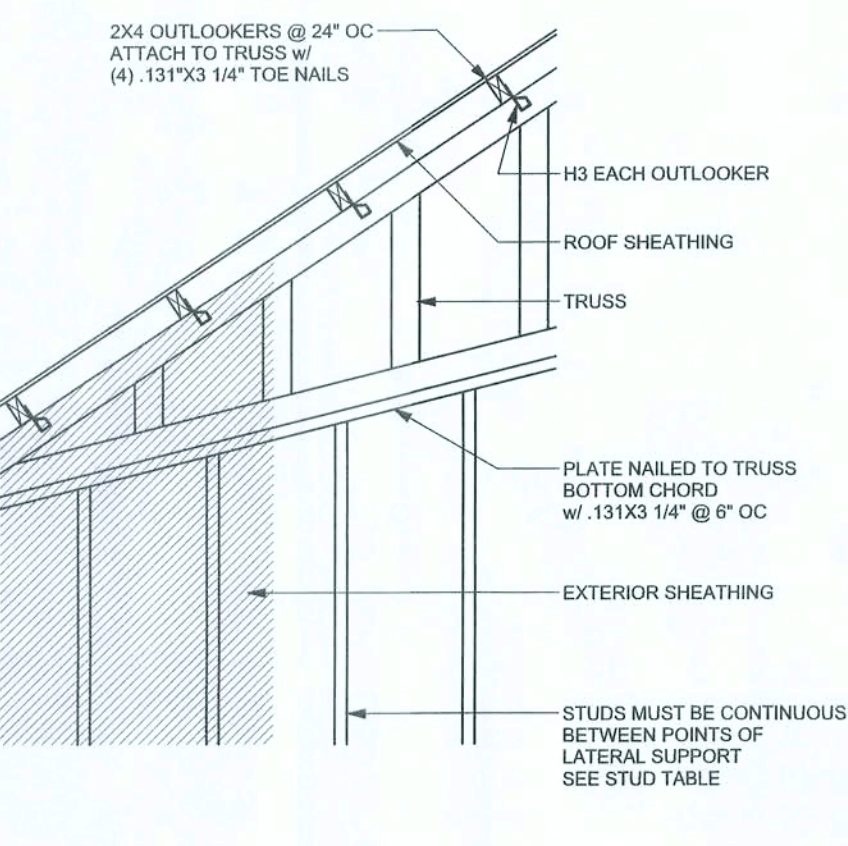 2X4 OUTLOOKERS @ 24" OC
ATTACH TO TRUSS w/
(4) .131"X3 1/4" TOE NAILS
H3 EACH OUTLOOKER
ROOF SHEATHING
TRUSS
PLATE NAILED TO TRUSS
BOTTOM CHORD
w/ .131X3 1/4" @ 6" OC
EXTERIOR SHEATHING
STUDS MUST BE CONTINUOUS
BETWEEN POINTS OF
LATERAL SUPPORT
SEE STUD TABLE